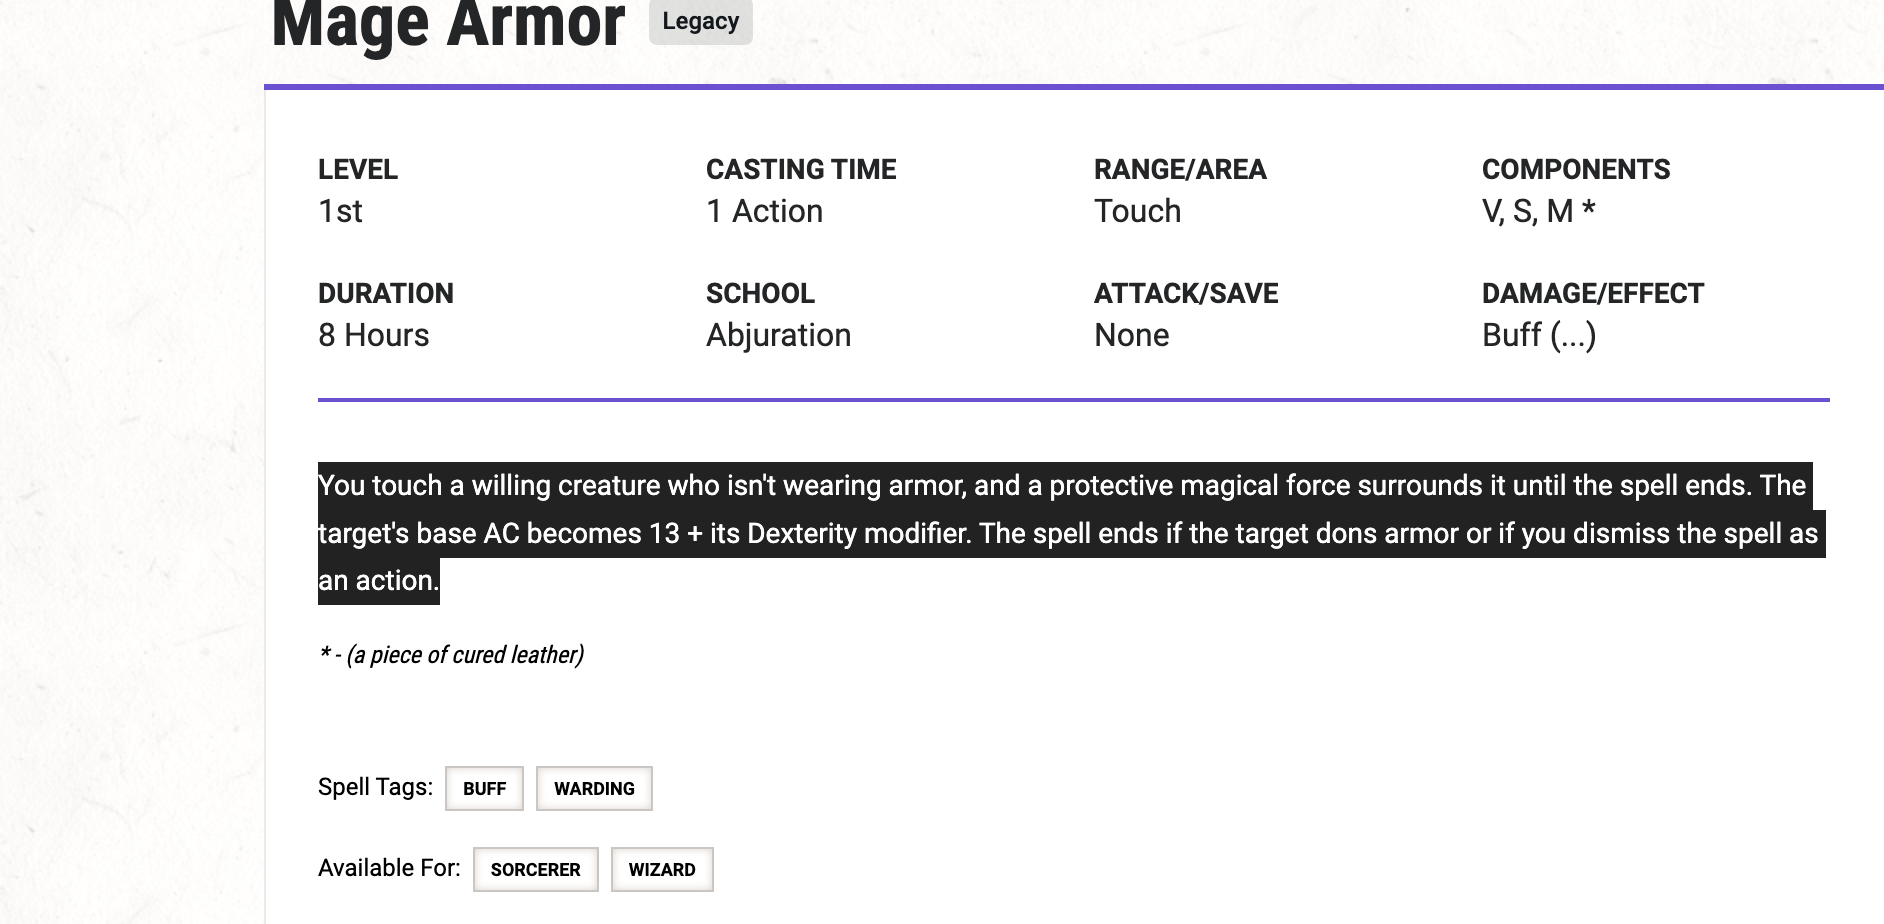 Mage Armor Legacy
LEVEL
1st
CASTING TIME
1 Action
RANGE/AREA
Touch
COMPONENTS
V, S, M *
DURATION
8 Hours
SCHOOL
Abjuration
ATTACK/SAVE
None
DAMAGE/EFFECT
Buff (...)
You touch a willing creature who isn't wearing armor, and a protective magical force surrounds it until the spell ends. The
target's base AC becomes 13 + its Dexterity modifier. The spell ends if the target dons armor or if you dismiss the spell as
an action.
* - (a piece of cured leather)
Spell Tags: BUFF WARDING
Available For: SORCERER WIZARD